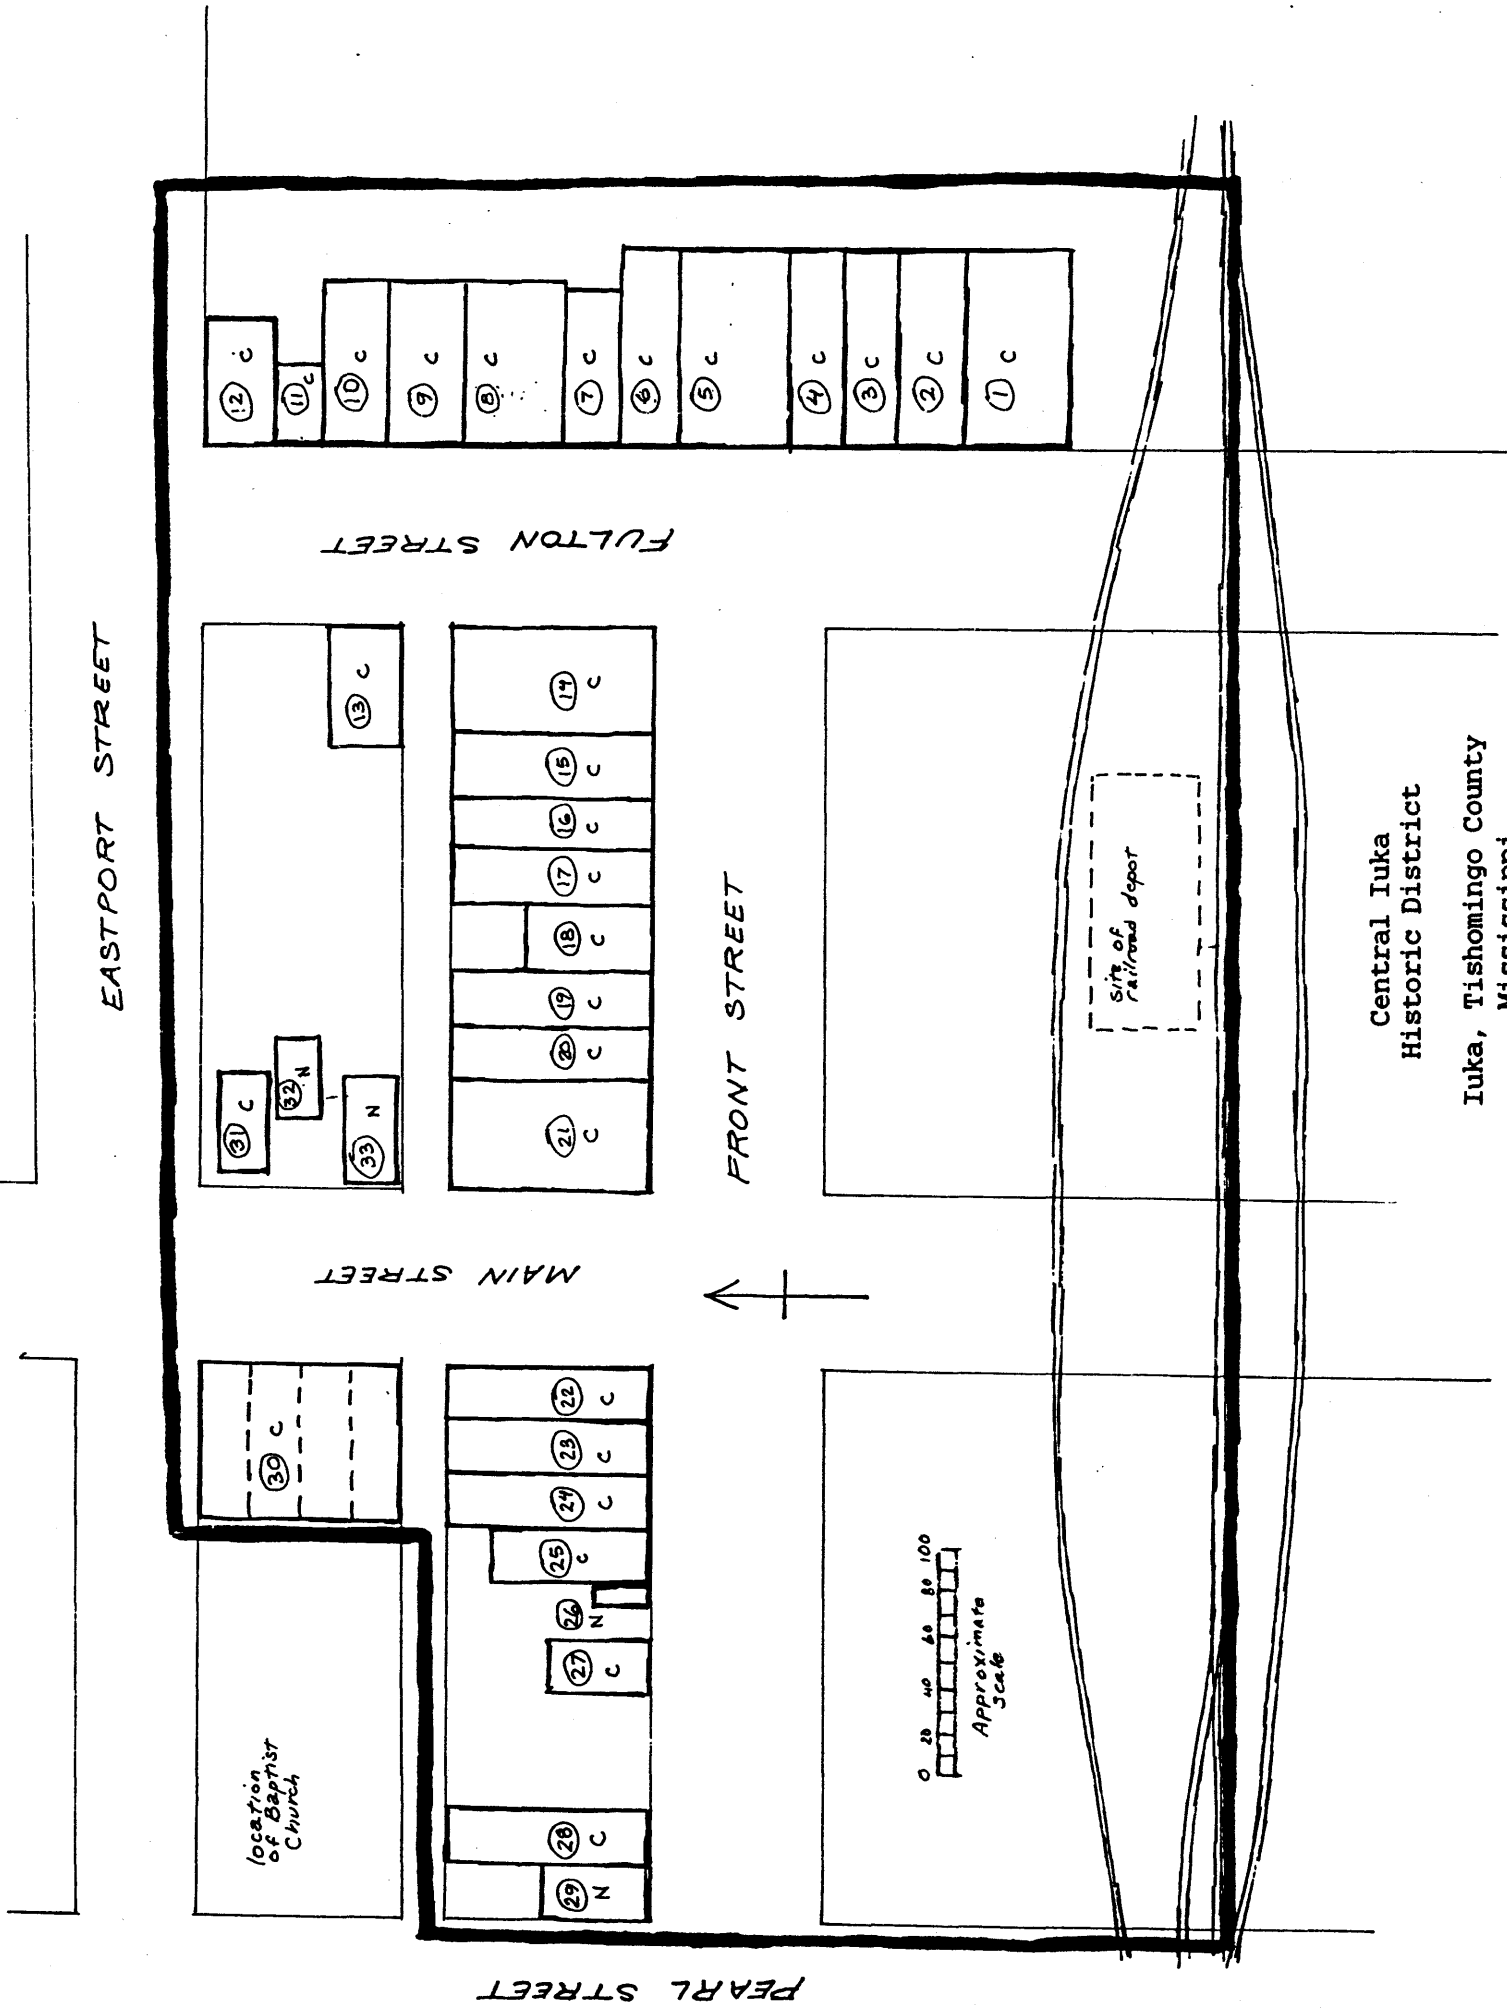 EASTPORT STREET
12 C
11 C
10 C
9 C
8 C
7 C
6 C
5 C
4 C
3 C
2 C
1 C
FULTON STREET
13 C
14 C
15 C
16 C
17 C
18 C
19 C
20 C
21 C
31 C
32 N
33 N
FRONT STREET
MAIN STREET
30 C
22 C
23 C
24 C
25 C
26 N
27 C
28 C
29 N
location
of Baptist
Church
PEARL STREET
0 20 40 60 80 100
Approximate
scale
site of
railroad depot
Central Iuka
Historic District
Iuka, Tishomingo County
Mississippi